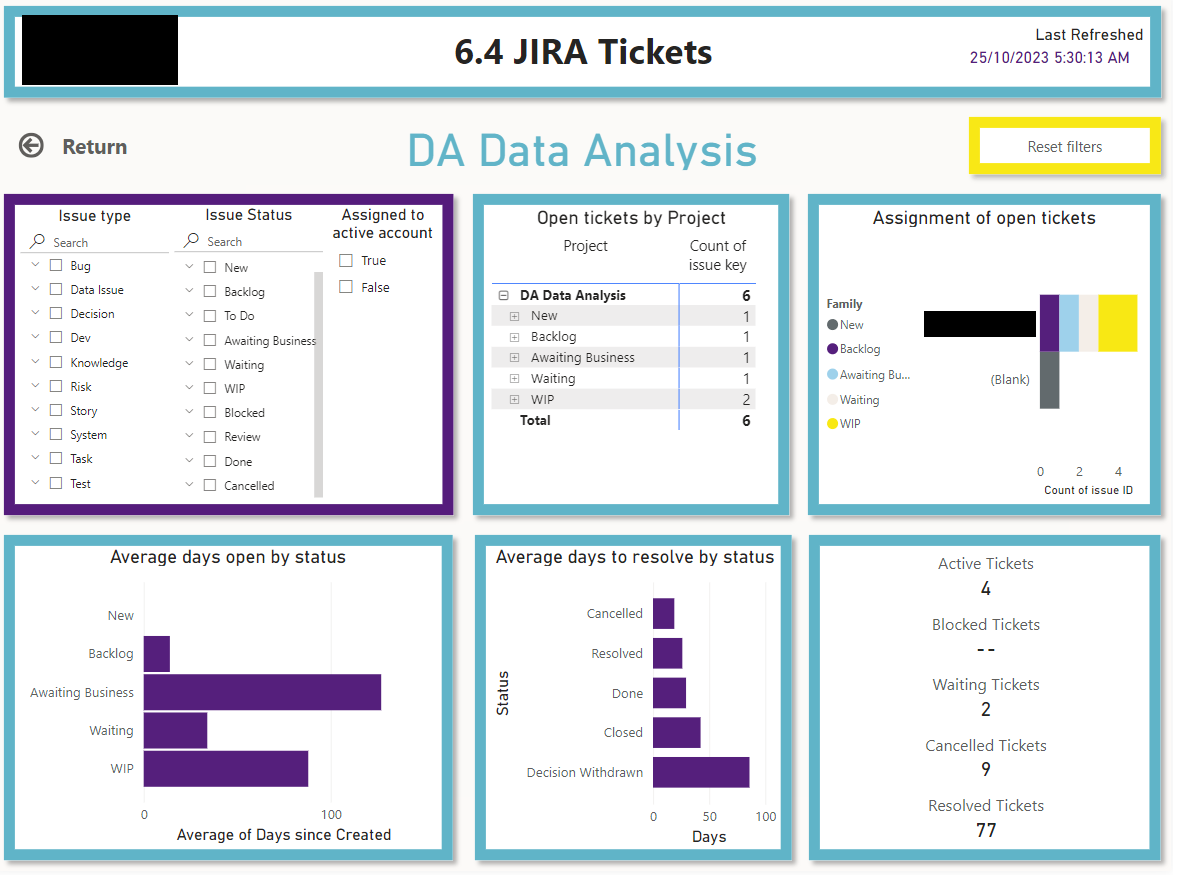 6.4 JIRA Tickets
Last Refreshed
25/10/2023 5:30:13 AM
Return
DA Data Analysis
Reset filters
Issue type
Search
Bug
Data Issue
Decision
Dev
Knowledge
Risk
Story
System
Task
Test
Issue Status
Search
New
Backlog
To Do
Awaiting Business
Waiting
WIP
Blocked
Review
Done
Cancelled
Assigned to
active account
True
False
Open tickets by Project
Project Count of
issue key
DA Data Analysis 6
New 1
Backlog 1
Awaiting Business 1
Waiting 1
WIP 2
Total 6
Assignment of open tickets
Family
New
Backlog
Awaiting Bu...
Waiting
WIP
(Blank)
0 2 4
Count of issue ID
Average days open by status
New
Backlog
Awaiting Business
Waiting
WIP
0 100
Average of Days since Created
Average days to resolve by status
Status
Cancelled
Resolved
Done
Closed
Decision Withdrawn
0 50 100
Days
Active Tickets
4
Blocked Tickets
--
Waiting Tickets
2
Cancelled Tickets
9
Resolved Tickets
77